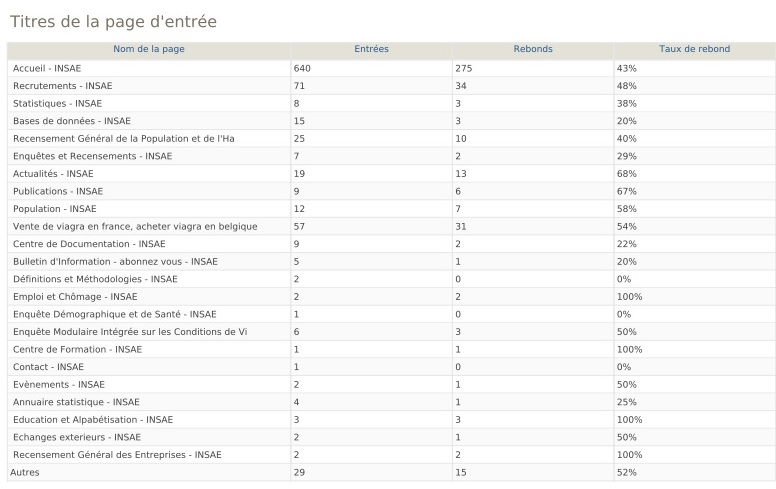 Titres de la page d'entrée
Nom de la page Entrées Rebonds Taux de rebond
Accueil - INSAE 640 275 43%
Recrutements - INSAE 71 34 48%
Statistiques - INSAE 8 3 38%
Bases de données - INSAE 15 3 20%
Recensement Général de la Population et de l'Ha 25 10 40%
Enquêtes et Recensements - INSAE 7 2 29%
Actualités - INSAE 19 13 68%
Publications - INSAE 9 6 67%
Population - INSAE 12 7 58%
Vente de viagra en france, acheter viagra en belgique 57 31 54%
Centre de Documentation - INSAE 9 2 22%
Bulletin d'Information - abonnez vous - INSAE 5 1 20%
Définitions et Méthodologies - INSAE 2 0 0%
Emploi et Chômage - INSAE 2 2 100%
Enquête Démographique et de Santé - INSAE 1 0 0%
Enquête Modulaire Intégrée sur les Conditions de Vi 6 3 50%
Centre de Formation - INSAE 1 1 100%
Contact - INSAE 1 0 0%
Evènements - INSAE 2 1 50%
Annuaire statistique - INSAE 4 1 25%
Education et Alpabétisation - INSAE 3 3 100%
Echanges exterieurs - INSAE 2 1 50%
Recensement Général des Entreprises - INSAE 2 2 100%
Autres 29 15 52%